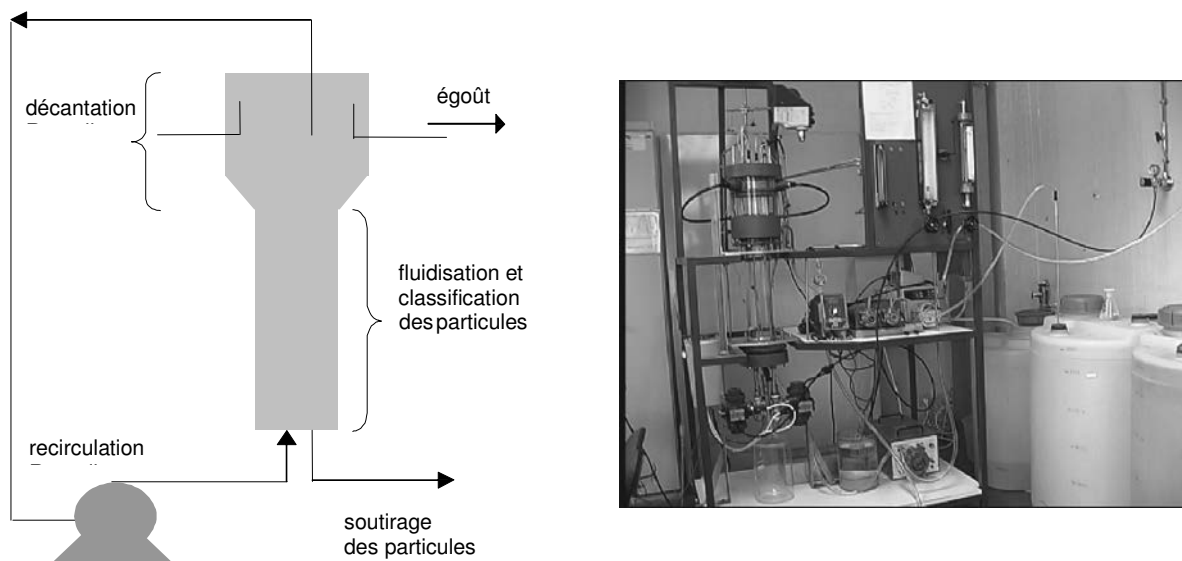 décantation
égoût
fluidisation et
classification
des particules
recirculation
soutirage
des particules